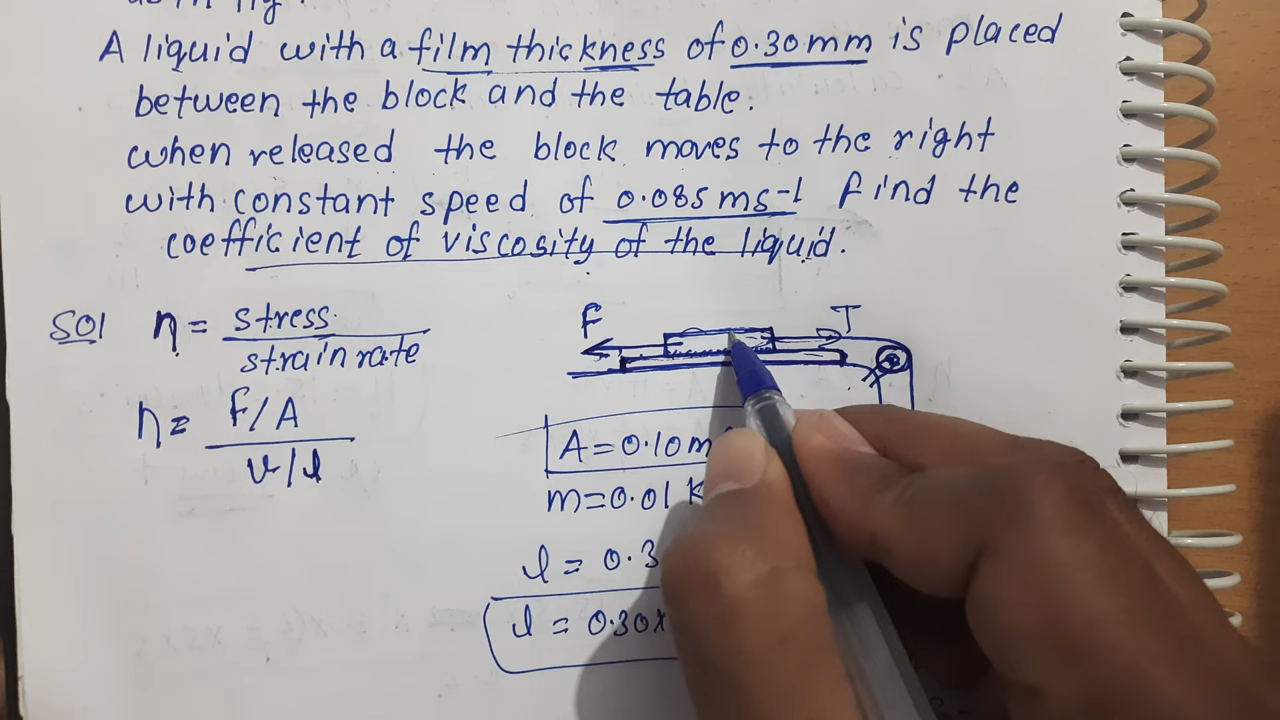 A liquid with a film thickness of 0.30mm is placed
between the block and the table.
when released the block moves to the right
with constant speed of 0.085ms-1 find the
coefficient of viscosity of the liquid.
Sol η = stress
strain rate
F T
η = F/A
v/l
A=0.10m
m=0.01 K
l = 0.3
l = 0.30x